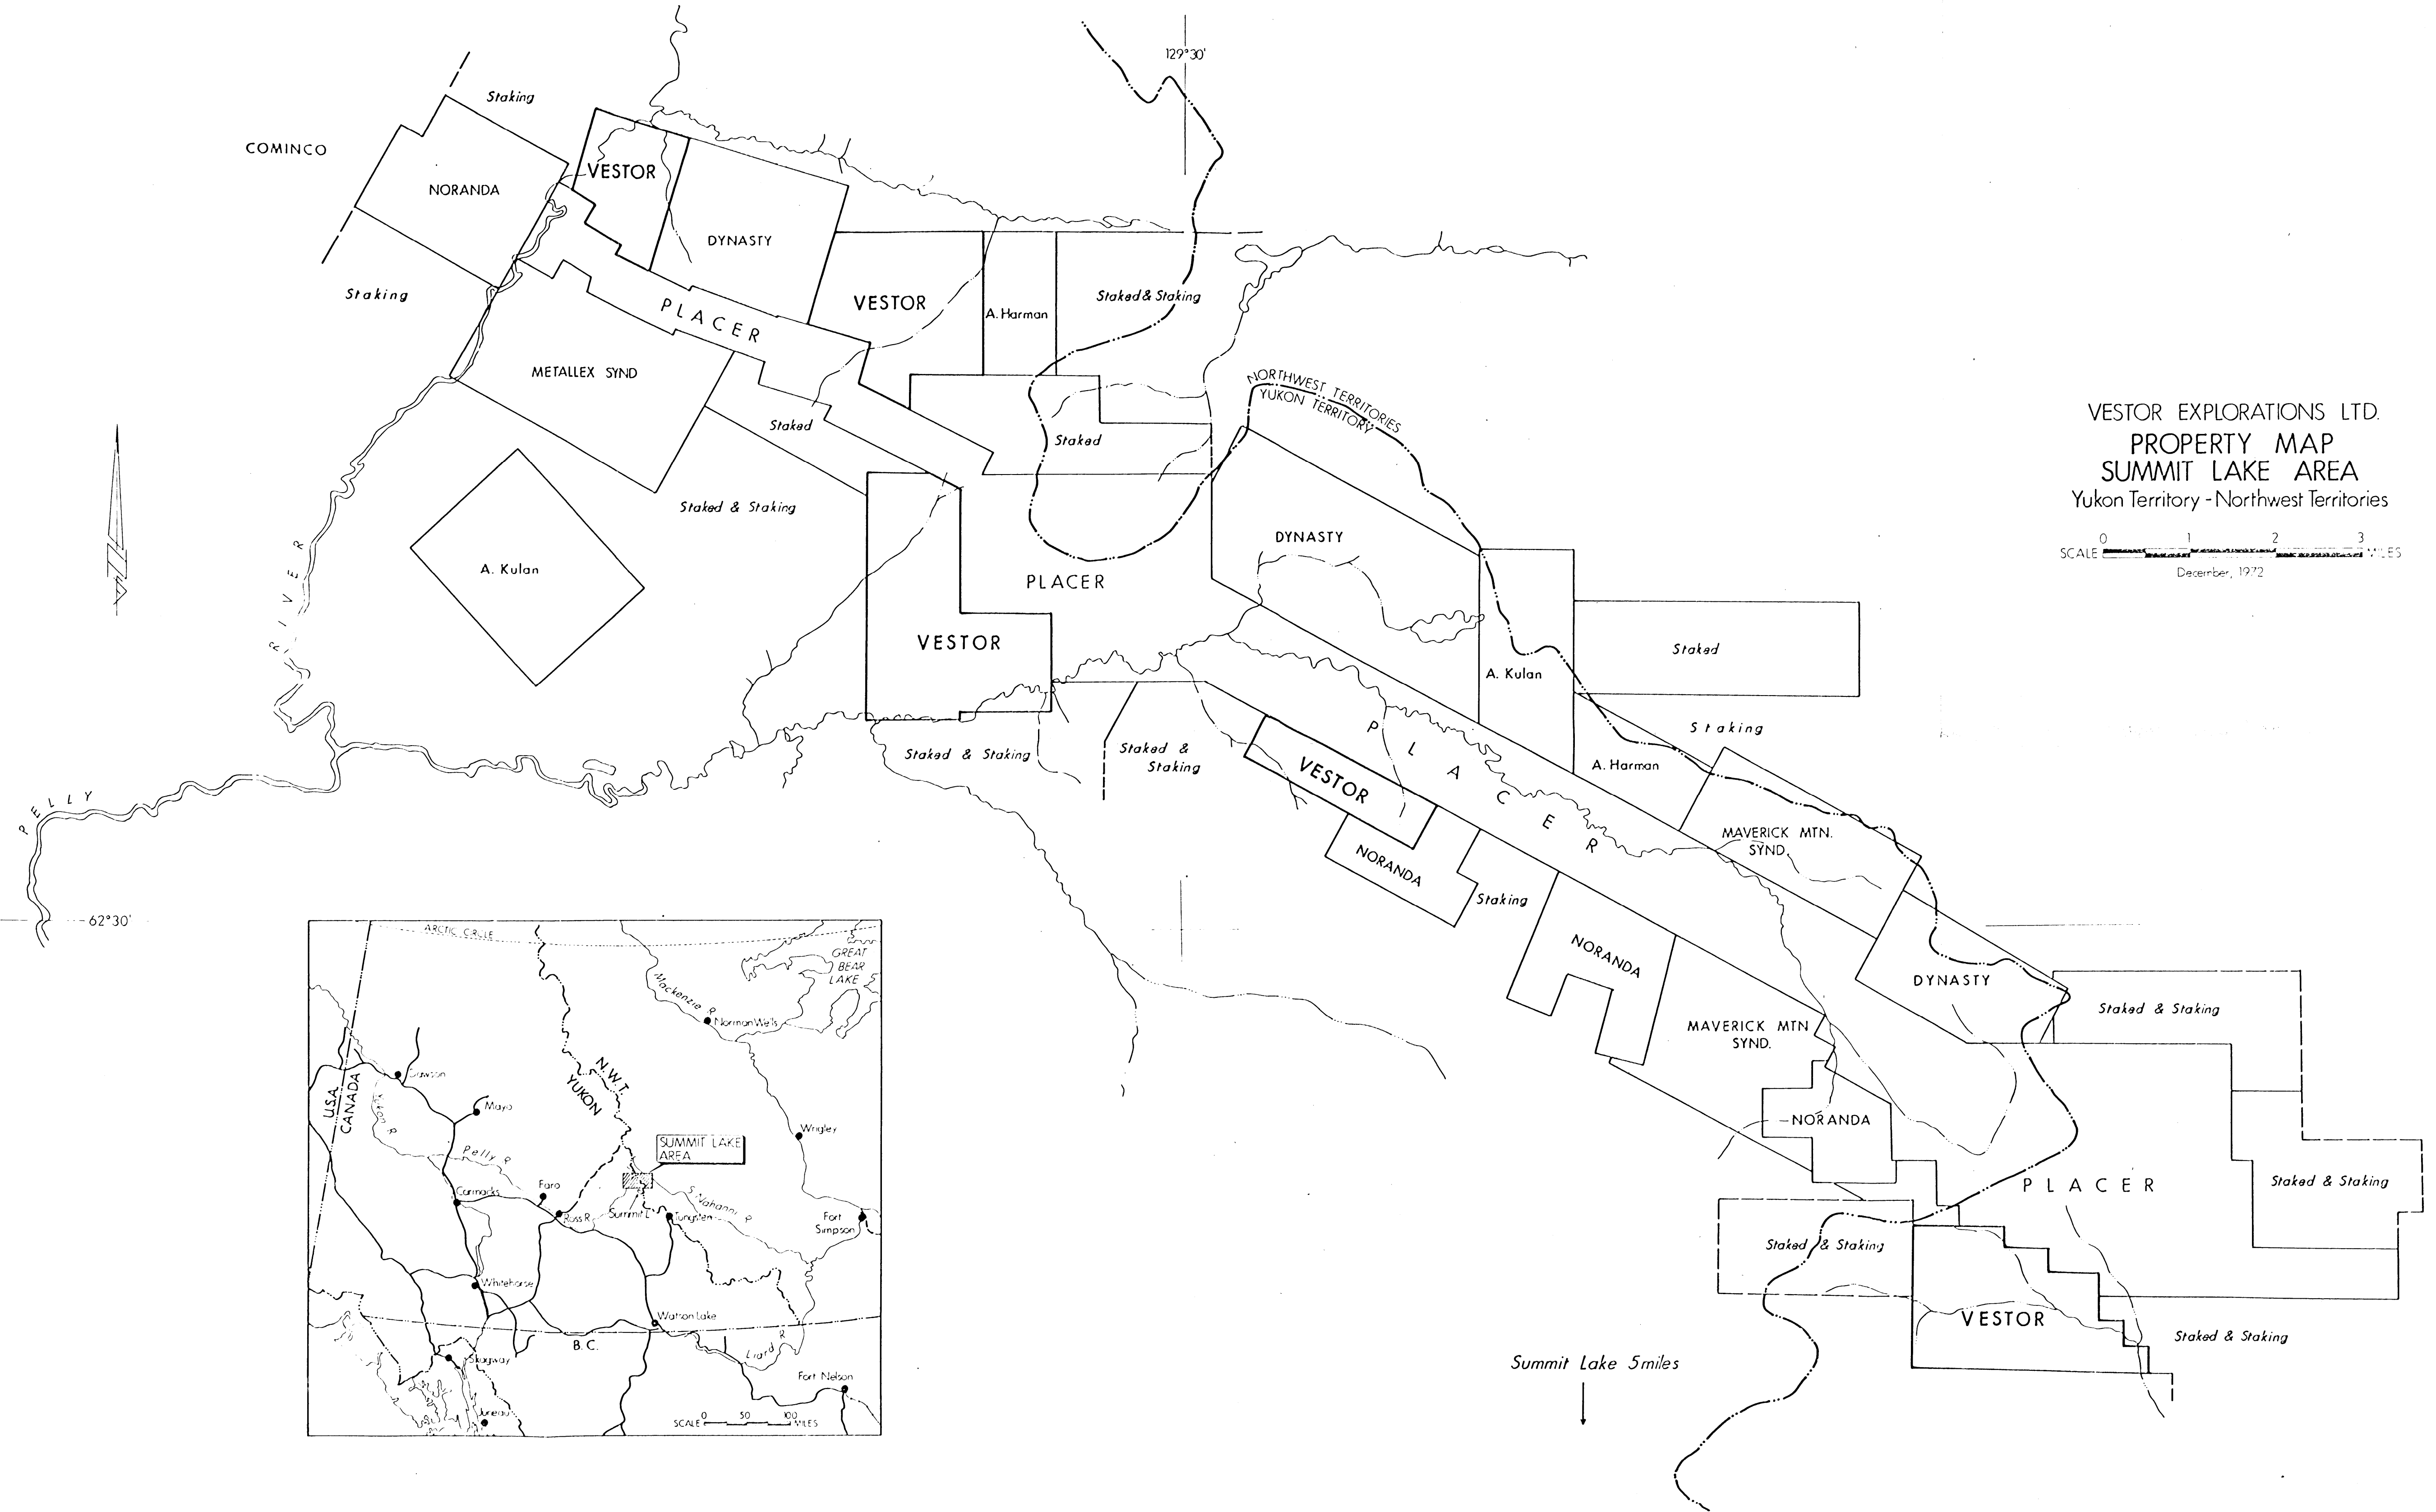 129°30'
Staking
COMINCO
NORANDA
VESTOR
DYNASTY
Staking
PLACER
VESTOR
A. Harman
Staked & Staking
METALLEX SYND
Staked
Staked
NORTHWEST TERRITORIES
YUKON TERRITORY
VESTOR EXPLORATIONS LTD.
PROPERTY MAP
SUMMIT LAKE AREA
Yukon Territory - Northwest Territories
0 1 2 3
SCALE MILES
December, 1972
Staked & Staking
DYNASTY
A. Kulan
PLACER
VESTOR
A. Kulan
Staked
Staking
PELLY RIVER
Staked & Staking
Staked &
Staking
VESTOR
PLACER
A. Harman
MAVERICK MTN.
SYND.
NORANDA
Staking
62°30'
NORANDA
DYNASTY
Staked & Staking
MAVERICK MTN
SYND.
NORANDA
PLACER
Staked & Staking
Staked & Staking
VESTOR
Staked & Staking
Summit Lake 5 miles
ARCTIC CIRCLE
GREAT
BEAR
LAKE
Mackenzie R
Norman Wells
N.W.T.
YUKON
Dawson
U.S.A.
CANADA
Mayo
Wrigley
SUMMIT LAKE
AREA
Pelly R
Carmacks
Faro
Ross R.
Summit L
Tungsten
S. Nahanni R
Fort
Simpson
Whitehorse
Watson Lake
B.C.
Liard R
Skagway
Fort Nelson
Juneau
0 50 100
SCALE MILES